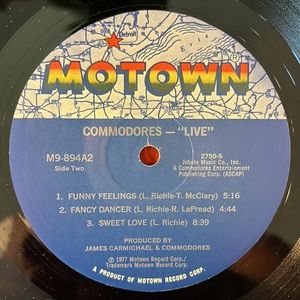 Detroit
MOTOWN®
COMMODORES — "LIVE"
M9-894A2
Side Two
2750-S
Jobete Music Co., Inc.
& Commodores Entertainment
Publishing Corp. (ASCAP)
1. FUNNY FEELINGS (L. Richie-T. McClary) 5:16
2. FANCY DANCER (L. Richie-R. LaPread) 4:44
3. SWEET LOVE (L. Richie) 8:39
PRODUCED BY
JAMES CARMICHAEL & COMMODORES
℗ 1977 Motown Record Corp./
Trademark Motown Record Corp.
A PRODUCT OF MOTOWN RECORD CORP.